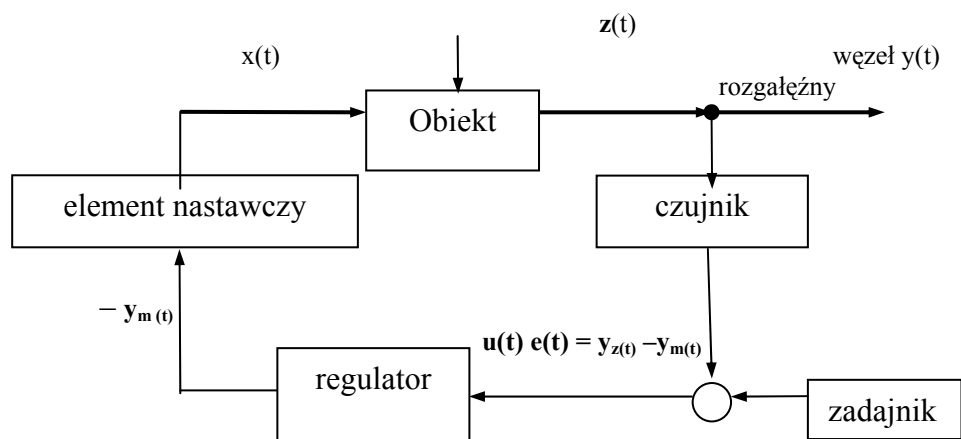 z(t)
x(t)
węzeł y(t)
rozgałęźny
Obiekt
element nastawczy
czujnik
– ym (t)
u(t) e(t) = yz(t) –ym(t)
regulator
zadajnik